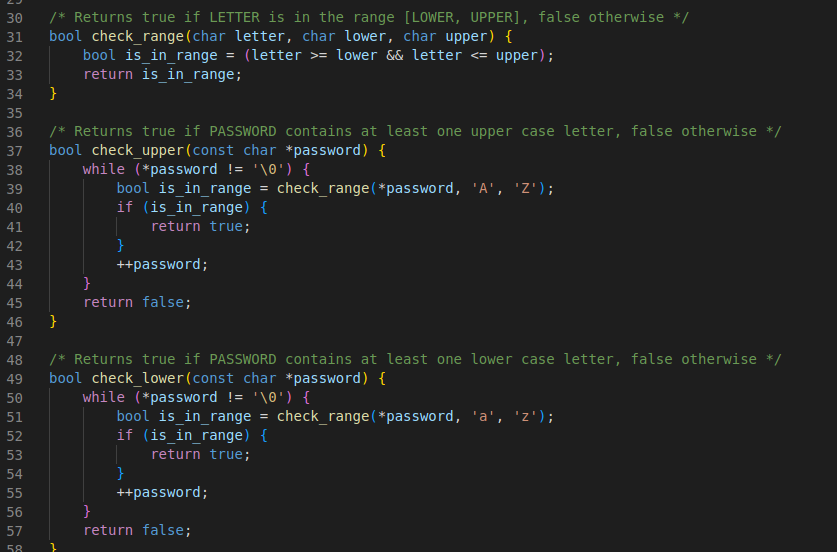 30 /* Returns true if LETTER is in the range [LOWER, UPPER], false otherwise */
31 bool check_range(char letter, char lower, char upper) {
32     bool is_in_range = (letter >= lower && letter <= upper);
33     return is_in_range;
34 }
35
36 /* Returns true if PASSWORD contains at least one upper case letter, false otherwise */
37 bool check_upper(const char *password) {
38     while (*password != '\0') {
39         bool is_in_range = check_range(*password, 'A', 'Z');
40         if (is_in_range) {
41             return true;
42         }
43         ++password;
44     }
45     return false;
46 }
47
48 /* Returns true if PASSWORD contains at least one lower case letter, false otherwise */
49 bool check_lower(const char *password) {
50     while (*password != '\0') {
51         bool is_in_range = check_range(*password, 'a', 'z');
52         if (is_in_range) {
53             return true;
54         }
55         ++password;
56     }
57     return false;
58 }